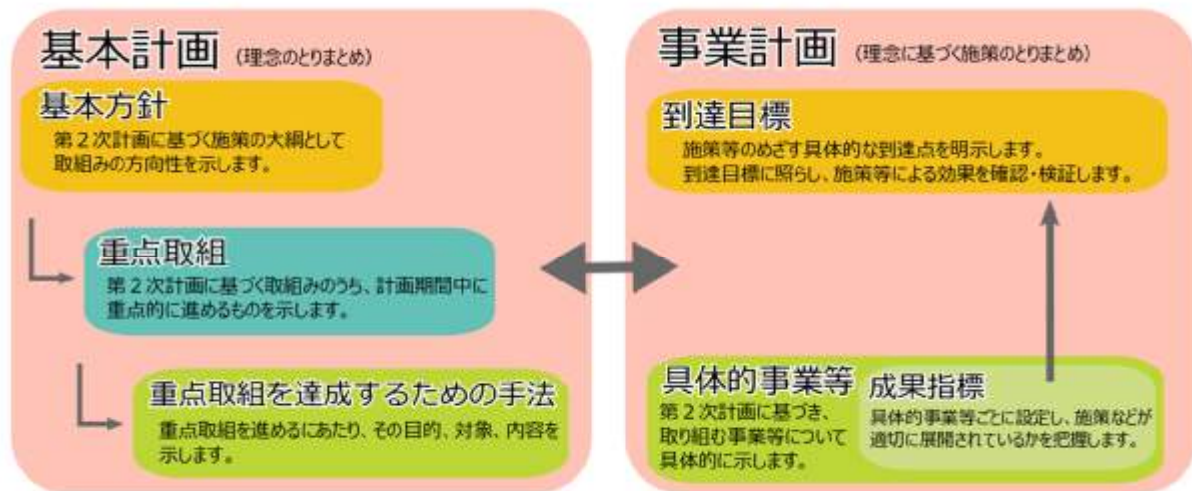 基本計画 (理念のとりまとめ)
基本方針
第2次計画に基づく施策の大綱として
取組みの方向性を示します。
重点取組
第2次計画に基づく取組みのうち、計画期間中に
重点的に進めるものを示します。
重点取組を達成するための手法
重点取組を進めるにあたり、その目的、対象、内容を
示します。
事業計画 (理念に基づく施策のとりまとめ)
到達目標
施策等のめざす具体的な到達点を明示します。
到達目標に照らし、施策等による効果を確認・検証します。
具体的事業等
第2次計画に基づき、
取り組む事業等について
具体的に示します。
成果指標
具体的事業等ごとに設定し、施策などが
適切に展開されているかを把握します。